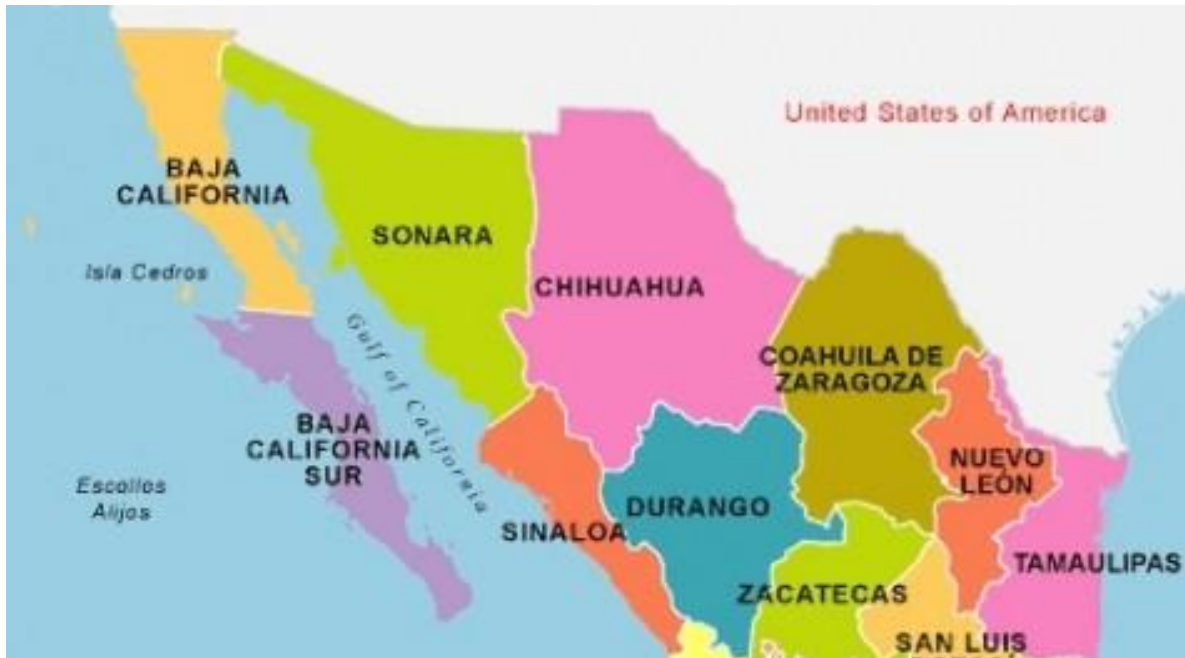 United States of America
BAJA
CALIFORNIA
SONARA
Isla Cedros
CHIHUAHUA
Gulf of California
COAHUILA DE
ZARAGOZA
BAJA
CALIFORNIA
SUR
NUEVO
LEÓN
Escollos
Alijos
DURANGO
SINALOA
TAMAULIPAS
ZACATECAS
SAN LUIS